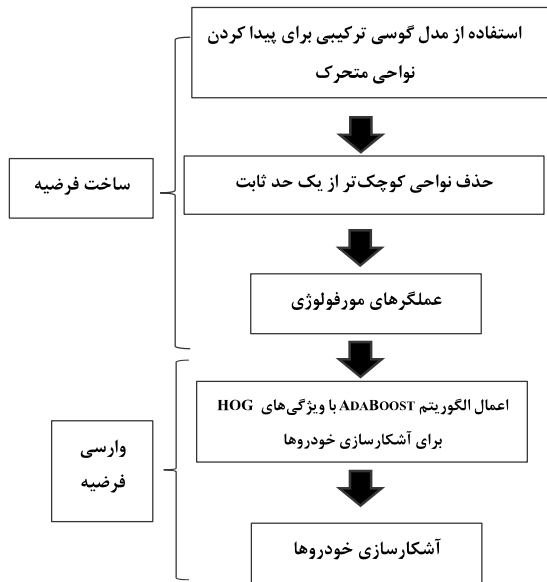 استفاده از مدل گوسی ترکیبی برای پیدا کردن
نواحی متحرک
حذف نواحی کوچک‌تر از یک حد ثابت
ساخت فرضیه
عملگرهای مورفولوژی
اعمال الگوریتم ADABOOST با ویژگی‌های HOG
برای آشکارسازی خودروها
وارسی
فرضیه
آشکارسازی خودروها